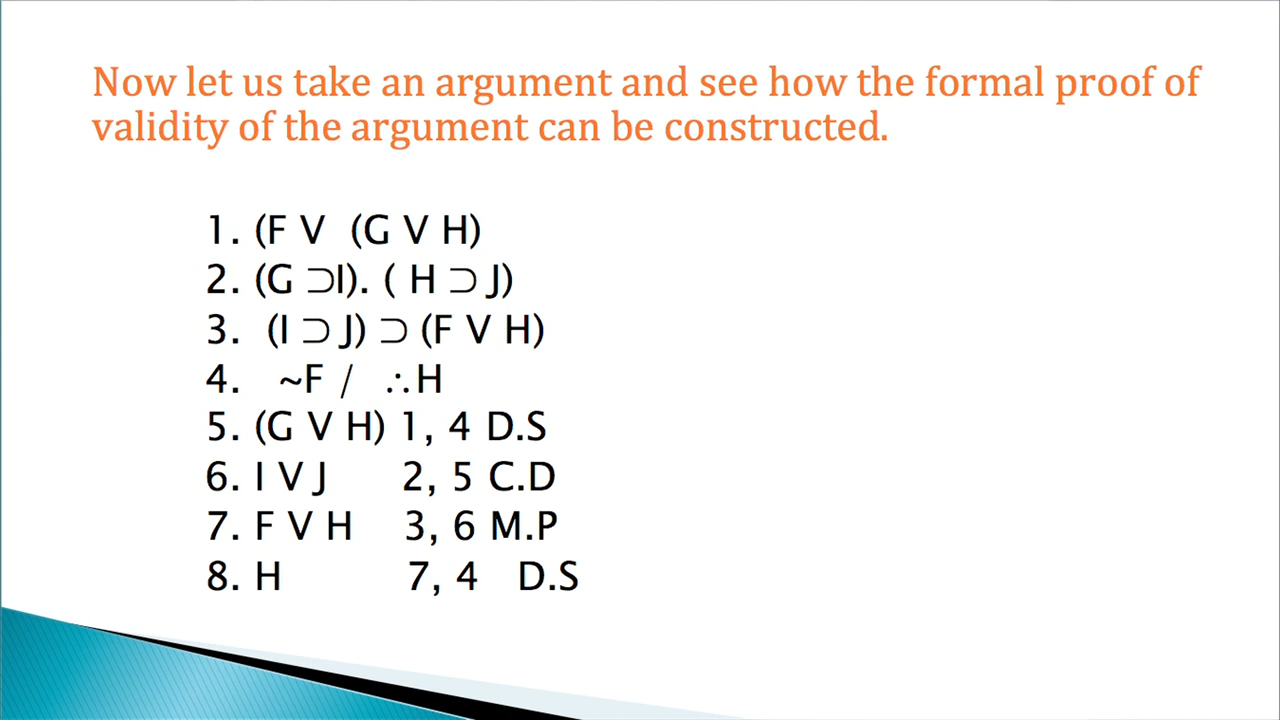 Now let us take an argument and see how the formal proof of
validity of the argument can be constructed.
1. (F V (G V H)
2. (G ⊃I). ( H ⊃ J)
3. (I ⊃ J) ⊃ (F V H)
4. ~F / ∴H
5. (G V H) 1, 4 D.S
6. I V J 2, 5 C.D
7. F V H 3, 6 M.P
8. H 7, 4 D.S